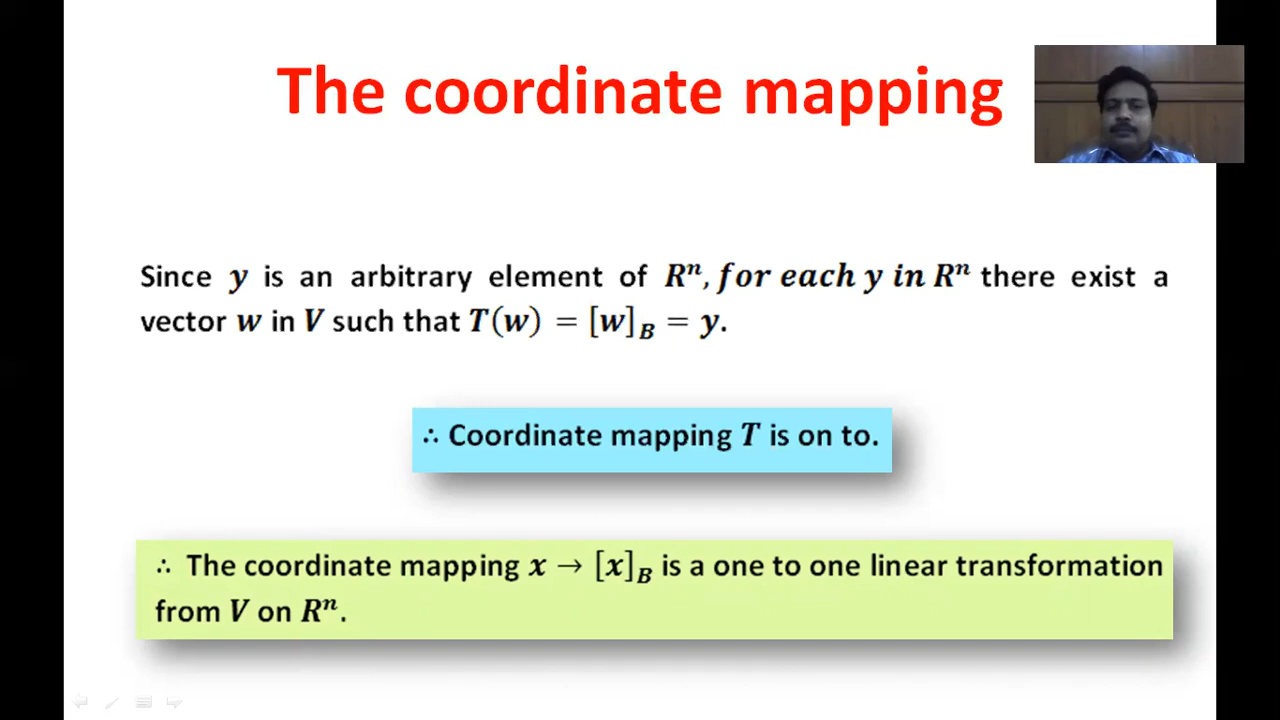 The coordinate mapping
Since y is an arbitrary element of Rⁿ, for each y in Rⁿ there exist a
vector w in V such that T(w) = [w]_B = y.
∴ Coordinate mapping T is on to.
∴ The coordinate mapping x → [x]_B is a one to one linear transformation
from V on Rⁿ.